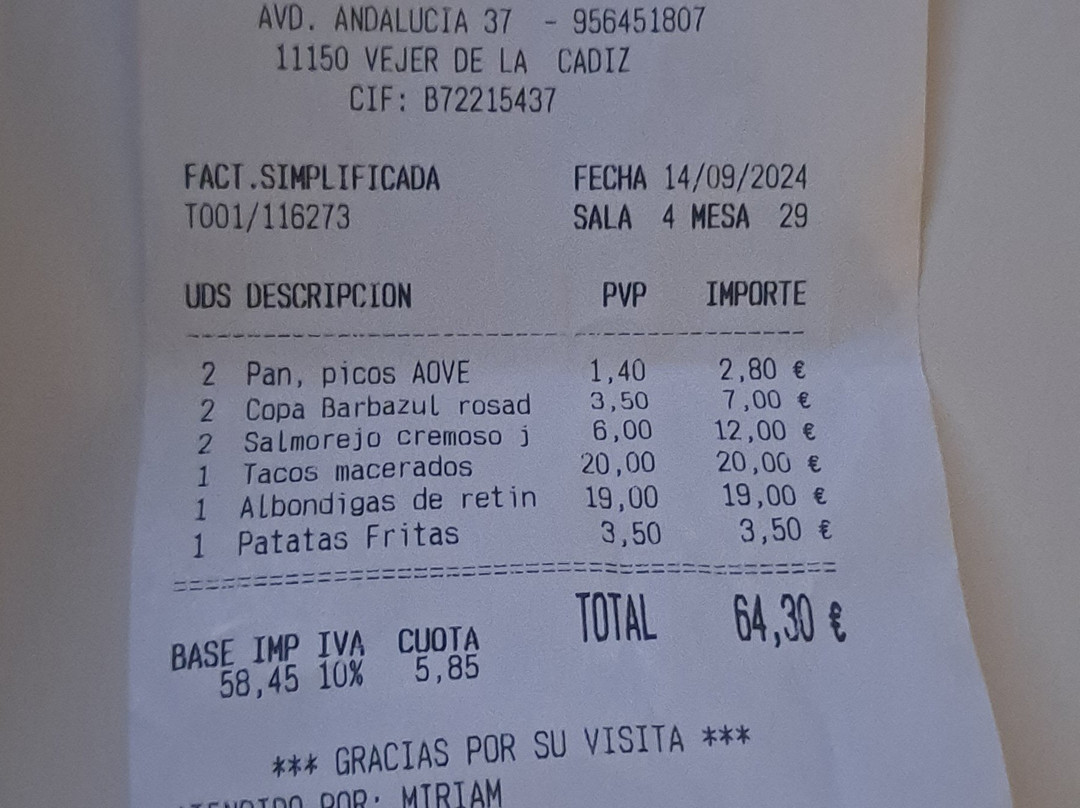 AVD. ANDALUCIA 37 - 956451807
11150 VEJER DE LA CADIZ
CIF: B72215437
FACT.SIMPLIFICADA FECHA 14/09/2024
T001/116273 SALA 4 MESA 29
UDS DESCRIPCION PVP IMPORTE
2 Pan, picos AOVE 1,40 2,80 €
2 Copa Barbazul rosad 3,50 7,00 €
2 Salmorejo cremoso j 6,00 12,00 €
1 Tacos macerados 20,00 20,00 €
1 Albondigas de retin 19,00 19,00 €
1 Patatas Fritas 3,50 3,50 €
TOTAL 64,30 €
BASE IMP IVA CUOTA
58,45 10% 5,85
*** GRACIAS POR SU VISITA ***
POR: MIRIAM